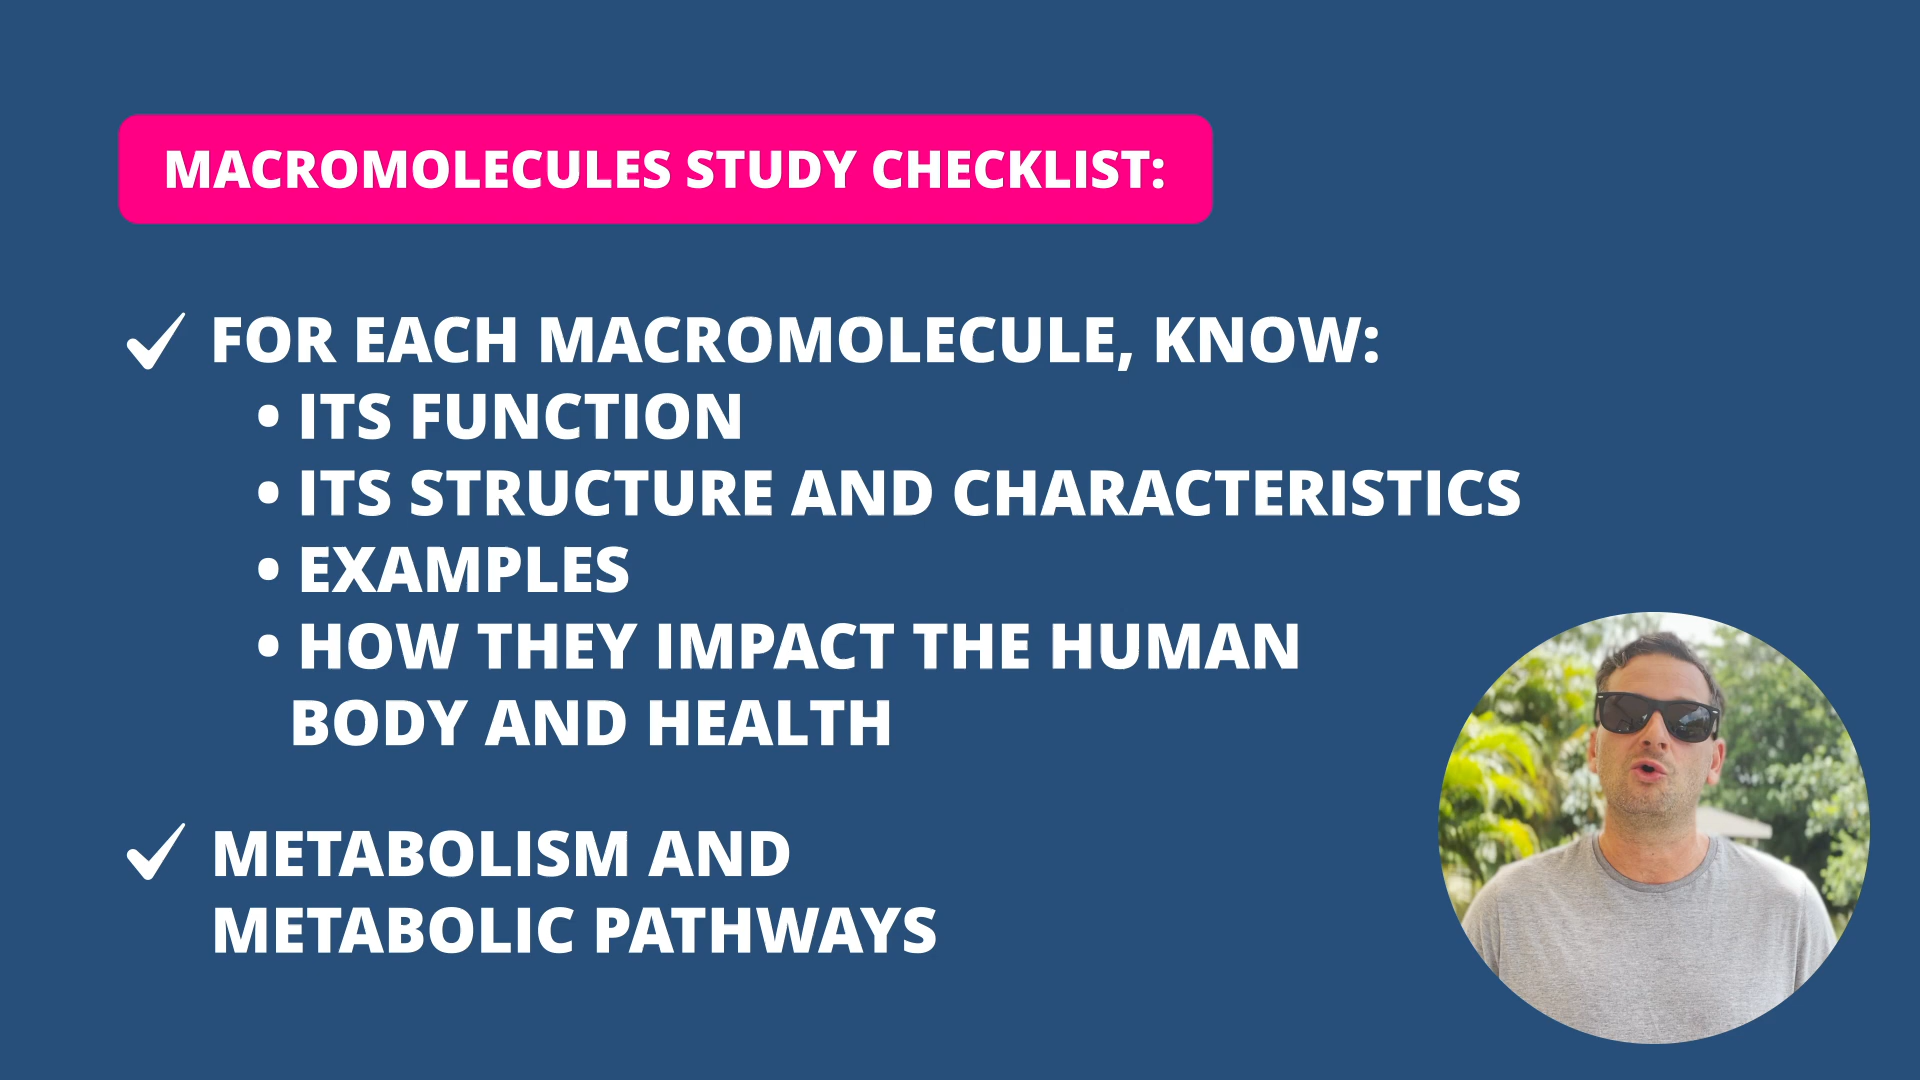 MACROMOLECULES STUDY CHECKLIST:
FOR EACH MACROMOLECULE, KNOW:
• ITS FUNCTION
• ITS STRUCTURE AND CHARACTERISTICS
• EXAMPLES
• HOW THEY IMPACT THE HUMAN
BODY AND HEALTH
METABOLISM AND
METABOLIC PATHWAYS